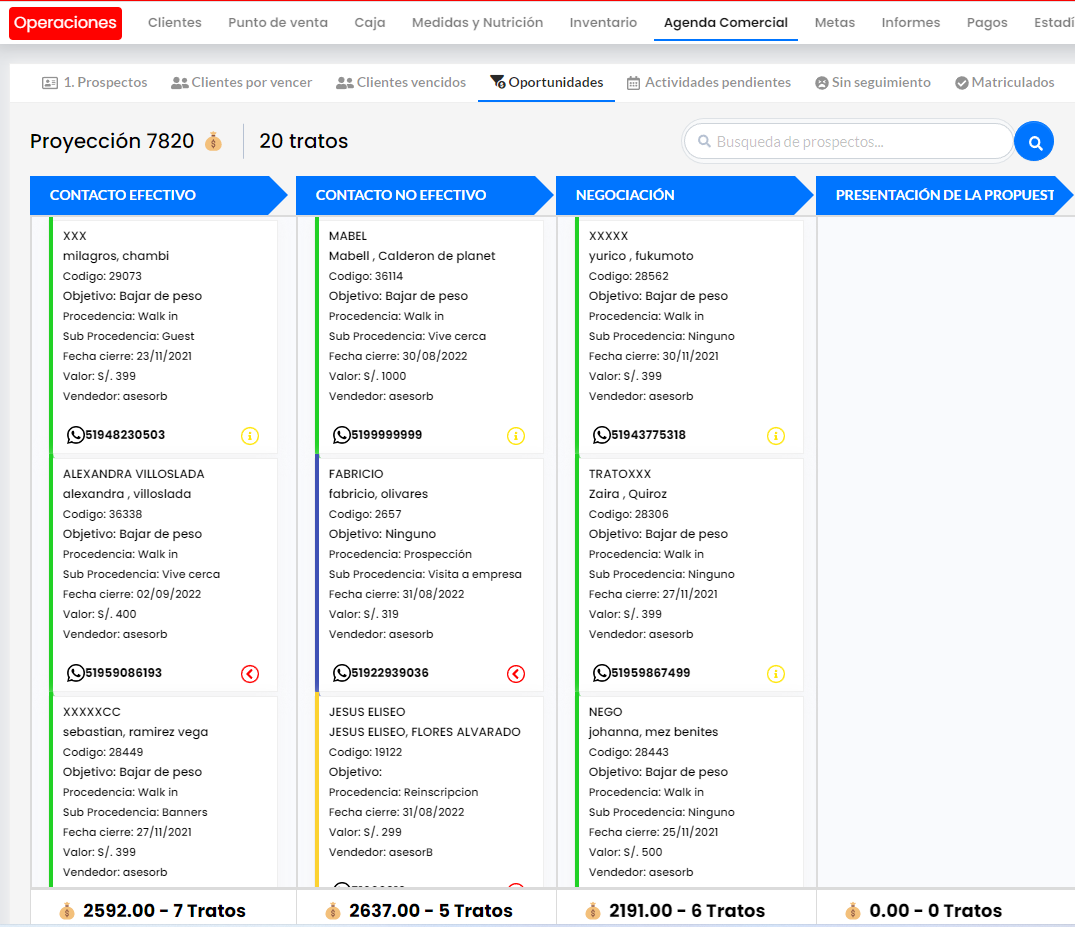 Operaciones Clientes Punto de venta Caja Medidas y Nutrición Inventario Agenda Comercial Metas Informes Pagos Estadí
1. Prospectos Clientes por vencer Clientes vencidos Oportunidades Actividades pendientes Sin seguimiento Matriculados
Proyección 7820 20 tratos Busqueda de prospectos...
CONTACTO EFECTIVO
XXX
milagros, chambi
Codigo: 29073
Objetivo: Bajar de peso
Procedencia: Walk in
Sub Procedencia: Guest
Fecha cierre: 23/11/2021
Valor: S/. 399
Vendedor: asesorb
51948230503
ALEXANDRA VILLOSLADA
alexandra , villoslada
Codigo: 36338
Objetivo: Bajar de peso
Procedencia: Walk in
Sub Procedencia: Vive cerca
Fecha cierre: 02/09/2022
Valor: S/. 400
Vendedor: asesorb
51959086193
XXXXXCC
sebastian, ramirez vega
Codigo: 28449
Objetivo: Bajar de peso
Procedencia: Walk in
Sub Procedencia: Banners
Fecha cierre: 27/11/2021
Valor: S/. 399
Vendedor: asesorb
2592.00 - 7 Tratos
CONTACTO NO EFECTIVO
MABEL
Mabell , Calderon de planet
Codigo: 36114
Objetivo: Bajar de peso
Procedencia: Walk in
Sub Procedencia: Vive cerca
Fecha cierre: 30/08/2022
Valor: S/. 1000
Vendedor: asesorb
5199999999
FABRICIO
fabricio, olivares
Codigo: 2657
Objetivo: Ninguno
Procedencia: Prospección
Sub Procedencia: Visita a empresa
Fecha cierre: 31/08/2022
Valor: S/. 319
Vendedor: asesorb
51922939036
JESUS ELISEO
JESUS ELISEO, FLORES ALVARADO
Codigo: 19122
Objetivo:
Procedencia: Reinscripcion
Fecha cierre: 31/08/2022
Valor: S/. 299
Vendedor: asesorB
2637.00 - 5 Tratos
NEGOCIACIÓN
XXXXX
yurico , fukumoto
Codigo: 28562
Objetivo: Bajar de peso
Procedencia: Walk in
Sub Procedencia: Ninguno
Fecha cierre: 30/11/2021
Valor: S/. 399
Vendedor: asesorb
51943775318
TRATOXXX
Zaira , Quiroz
Codigo: 28306
Objetivo: Bajar de peso
Procedencia: Walk in
Sub Procedencia: Ninguno
Fecha cierre: 27/11/2021
Valor: S/. 399
Vendedor: asesorb
51959867499
NEGO
johanna, mez benites
Codigo: 28443
Objetivo: Bajar de peso
Procedencia: Walk in
Sub Procedencia: Ninguno
Fecha cierre: 25/11/2021
Valor: S/. 500
Vendedor: asesorb
2191.00 - 6 Tratos
PRESENTACIÓN DE LA PROPUEST
0.00 - 0 Tratos